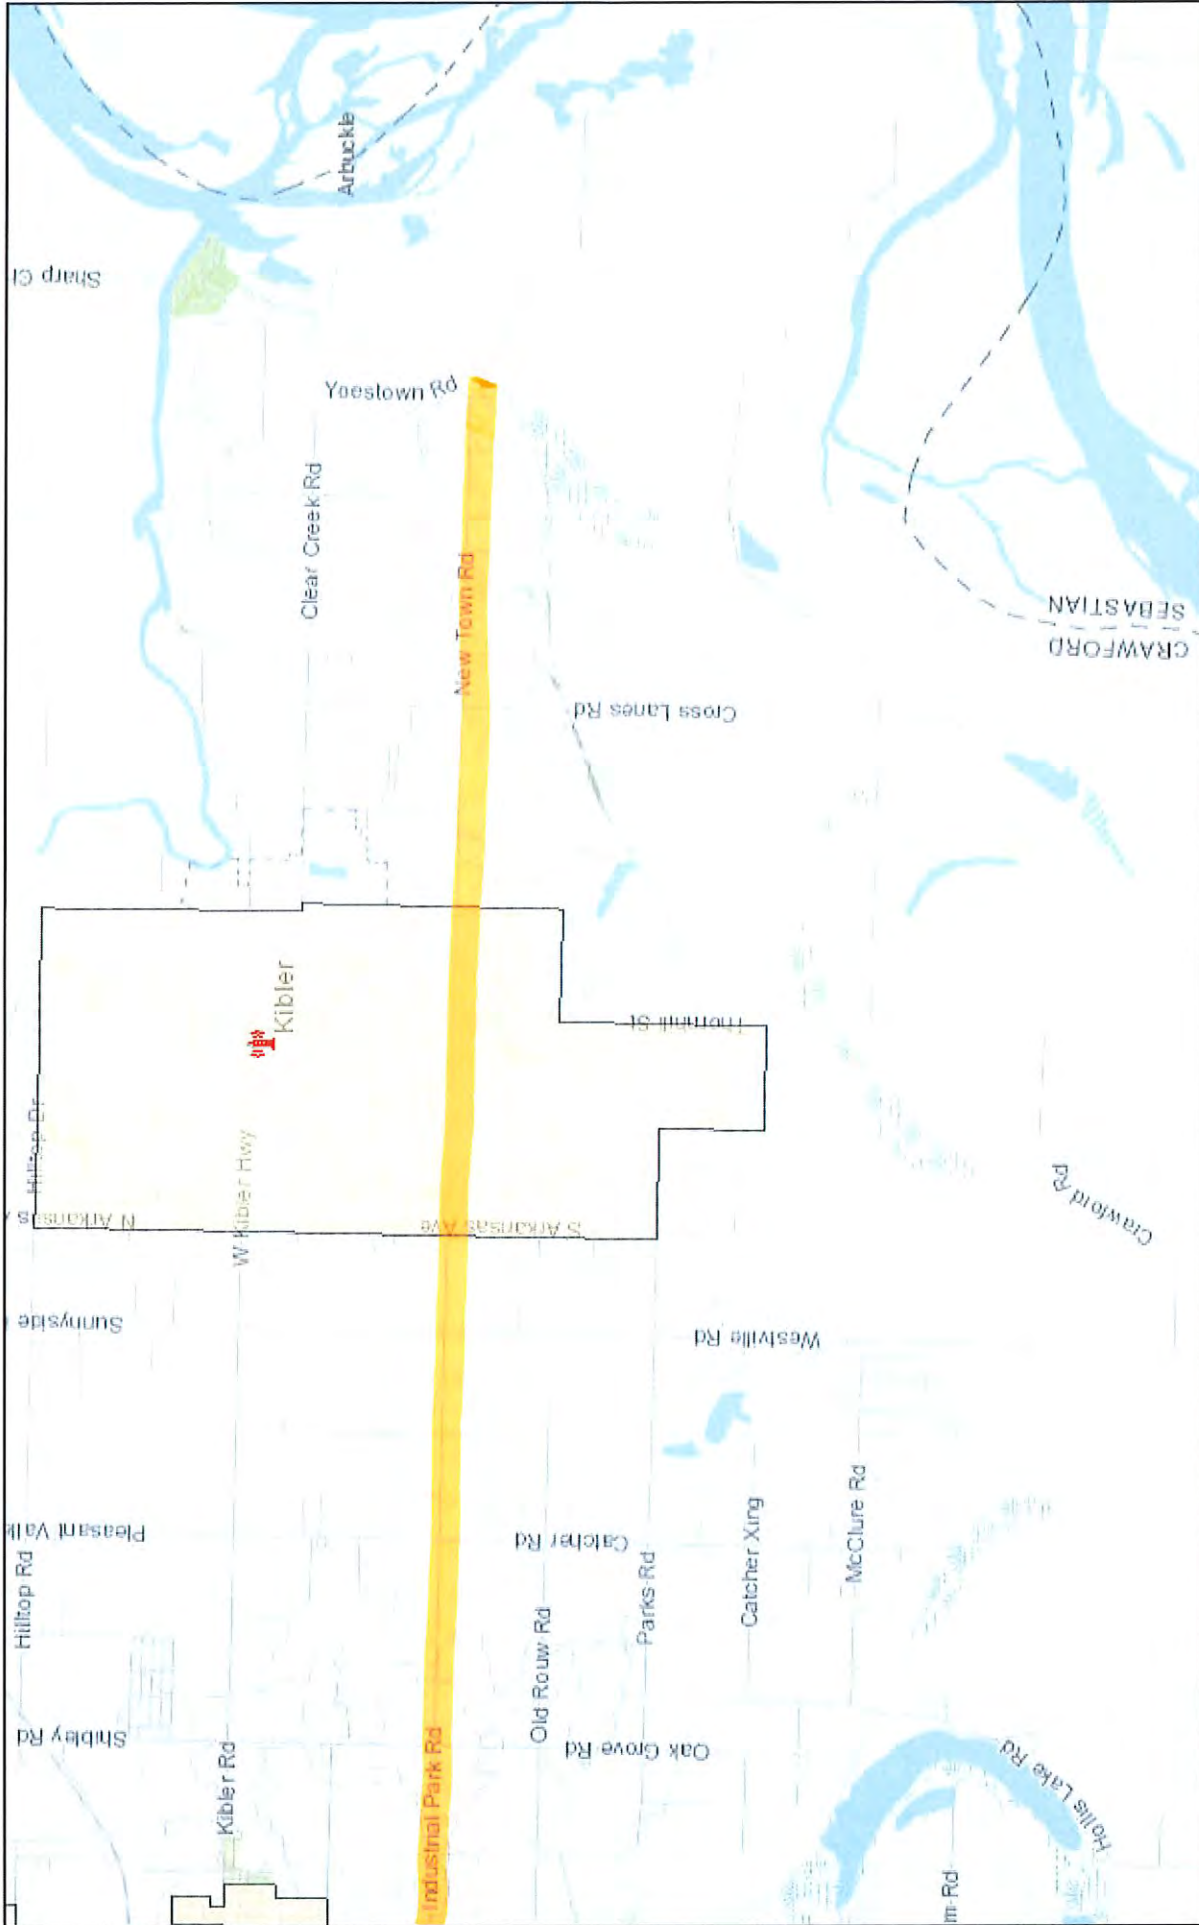 Arbuckle
Sharp Cl
Yoestown Rd
Clear Creek Rd
New Town Rd
SEBASTIAN
CRAWFORD
Cross Lanes Rd
Kibler
Thornhill St
Hilltop Dr
N Arkansas
W Kibler Hwy
S Arkansas Ave
Crawford Rd
Sunnyside
Westville Rd
Pleasant Vall
Catcher Rd
Hilltop Rd
Parks Rd
Catcher Xing
McClure Rd
Old Rouw Rd
Shibley Rd
Oak Grove Rd
Kibler Rd
Industrial Park Rd
Hollis Lake Rd
m Rd